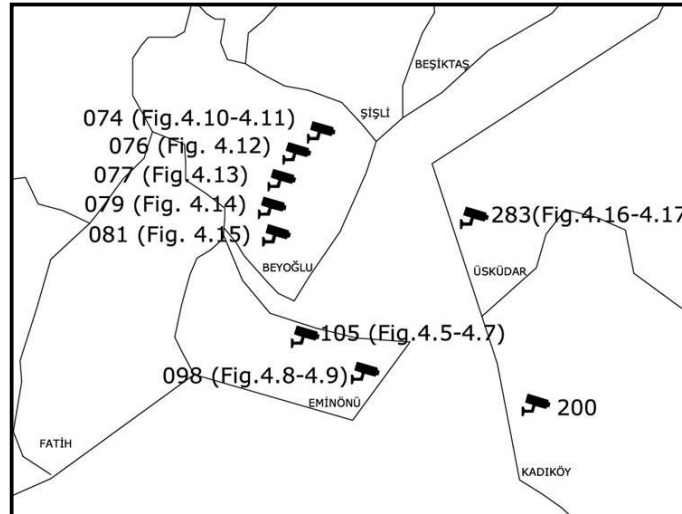 BEŞİKTAŞ
074 (Fig.4.10-4.11)
ŞİŞLİ
076 (Fig. 4.12)
077 (Fig.4.13)
079 (Fig. 4.14)
283(Fig.4.16-4.17
081 (Fig. 4.15)
BEYOĞLU
ÜSKÜDAR
105 (Fig.4.5-4.7)
098 (Fig.4.8-4.9)
EMİNÖNÜ
200
FATİH
KADIKÖY